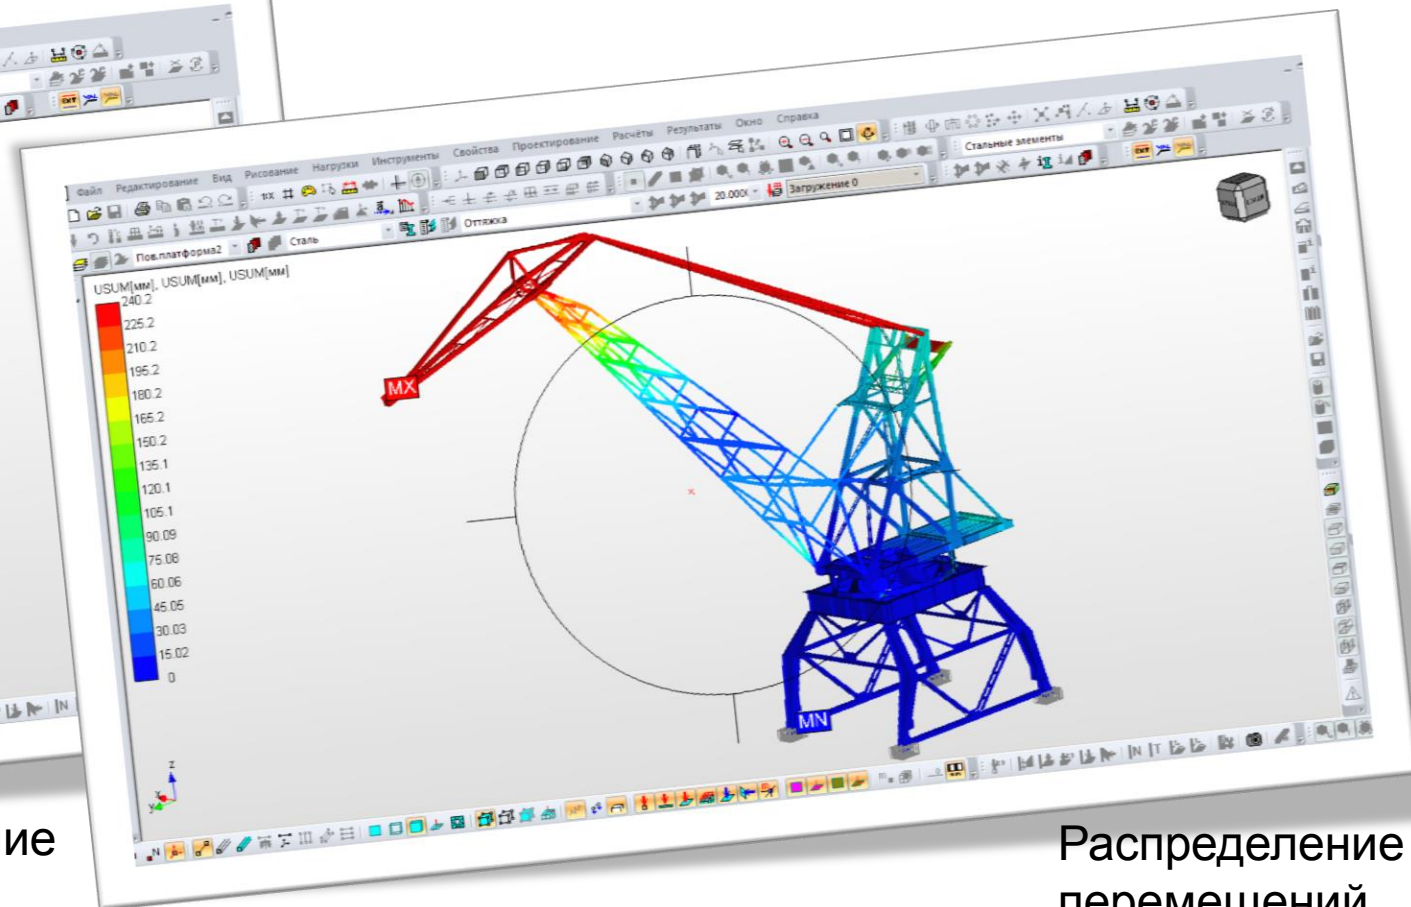 Файл Редактирование Вид Рисование Нагрузки Инструменты Свойства Проектирование Расчёты Результаты Окно Справка
20.000
Загружение 0
Стальные элементы
Пов.платформа2
Сталь
Оттяжка
USUM[мм], USUM[мм], USUM[мм]
240.2
225.2
210.2
195.2
180.2
165.2
150.2
135.1
120.1
105.1
90.09
75.08
60.06
45.05
30.03
15.02
0
MX
MN
z
x
y
ние
Распределение
перемещений